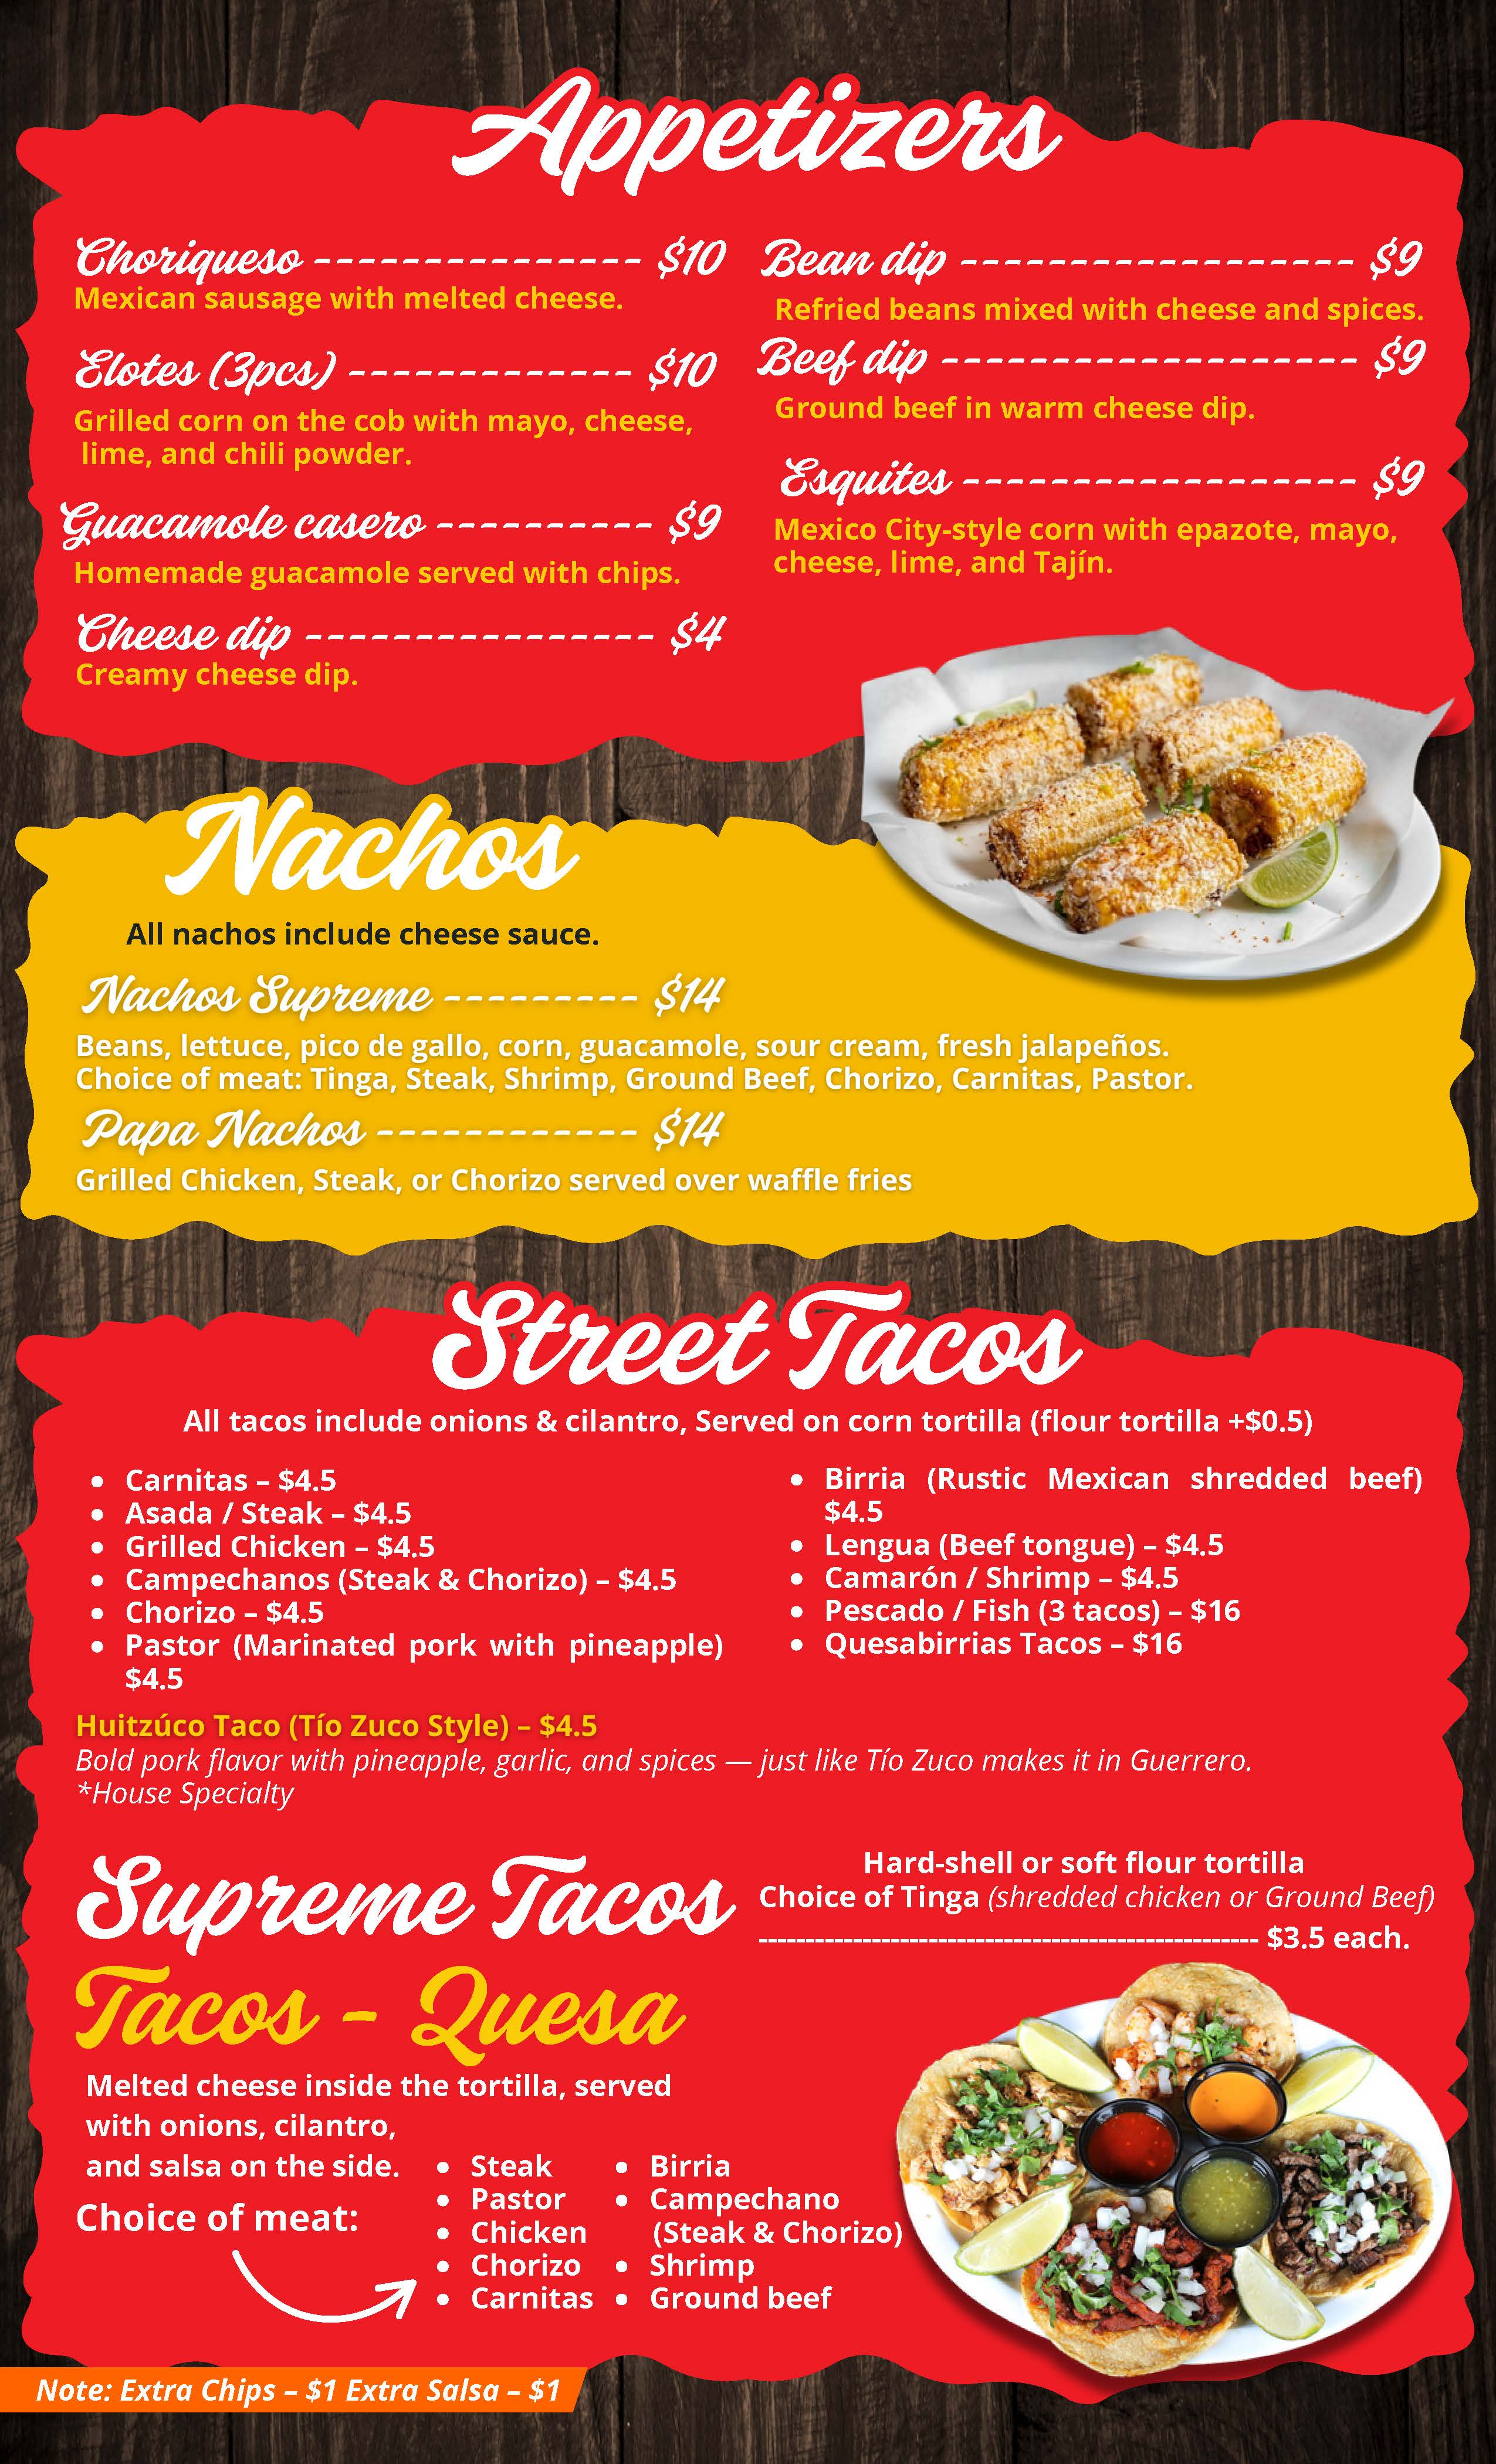 Appetizers
Choriqueso --------------- $10
Mexican sausage with melted cheese.
Elotes (3pcs) ------------- $10
Grilled corn on the cob with mayo, cheese,
lime, and chili powder.
Guacamole casero ---------- $9
Homemade guacamole served with chips.
Cheese dip ---------------- $4
Creamy cheese dip.
Bean dip ------------------ $9
Refried beans mixed with cheese and spices.
Beef dip ------------------- $9
Ground beef in warm cheese dip.
Esquites ------------------ $9
Mexico City-style corn with epazote, mayo,
cheese, lime, and Tajín.
Nachos
All nachos include cheese sauce.
Nachos Supreme --------- $14
Beans, lettuce, pico de gallo, corn, guacamole, sour cream, fresh jalapeños.
Choice of meat: Tinga, Steak, Shrimp, Ground Beef, Chorizo, Carnitas, Pastor.
Papa Nachos ------------ $14
Grilled Chicken, Steak, or Chorizo served over waffle fries
Street Tacos
All tacos include onions & cilantro, Served on corn tortilla (flour tortilla +$0.5)
• Carnitas – $4.5
• Asada / Steak – $4.5
• Grilled Chicken – $4.5
• Campechanos (Steak & Chorizo) – $4.5
• Chorizo – $4.5
• Pastor (Marinated pork with pineapple)
$4.5
• Birria (Rustic Mexican shredded beef)
$4.5
• Lengua (Beef tongue) – $4.5
• Camarón / Shrimp – $4.5
• Pescado / Fish (3 tacos) – $16
• Quesabirrias Tacos – $16
Huitzúco Taco (Tío Zuco Style) – $4.5
Bold pork flavor with pineapple, garlic, and spices — just like Tío Zuco makes it in Guerrero.
*House Specialty
Supreme Tacos
Hard-shell or soft flour tortilla
Choice of Tinga (shredded chicken or Ground Beef)
------------------------------------------------------ $3.5 each.
Tacos - Quesa
Melted cheese inside the tortilla, served
with onions, cilantro,
and salsa on the side.
Choice of meat:
• Steak
• Pastor
• Chicken
• Chorizo
• Carnitas
• Birria
• Campechano
(Steak & Chorizo)
• Shrimp
• Ground beef
Note: Extra Chips – $1 Extra Salsa – $1